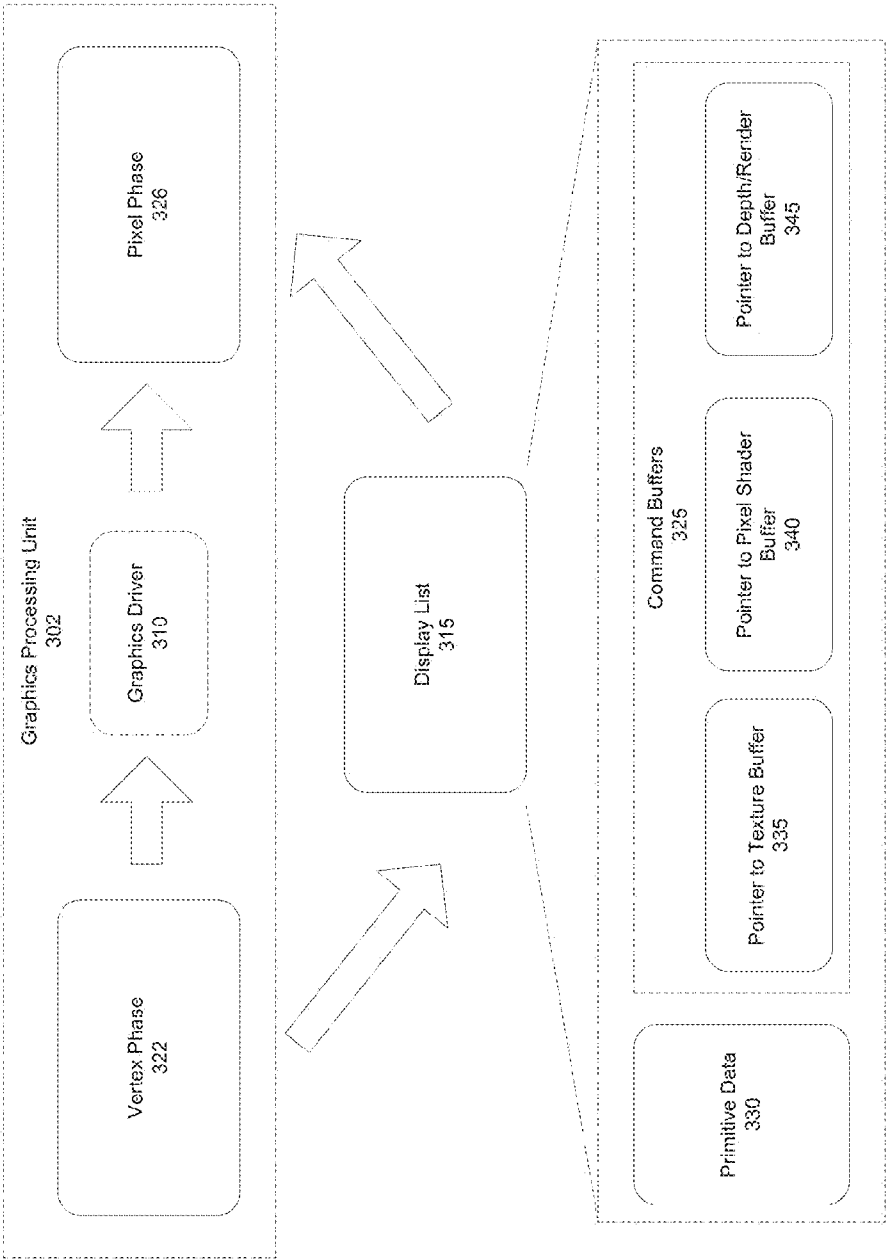 Graphics Processing Unit
302
Vertex Phase
322
Graphics Driver
310
Pixel Phase
326
Display List
315
Primitive Data
330
Command Buffers
325
Pointer to Texture Buffer
335
Pointer to Pixel Shader
Buffer
340
Pointer to Depth/Render
Buffer
345